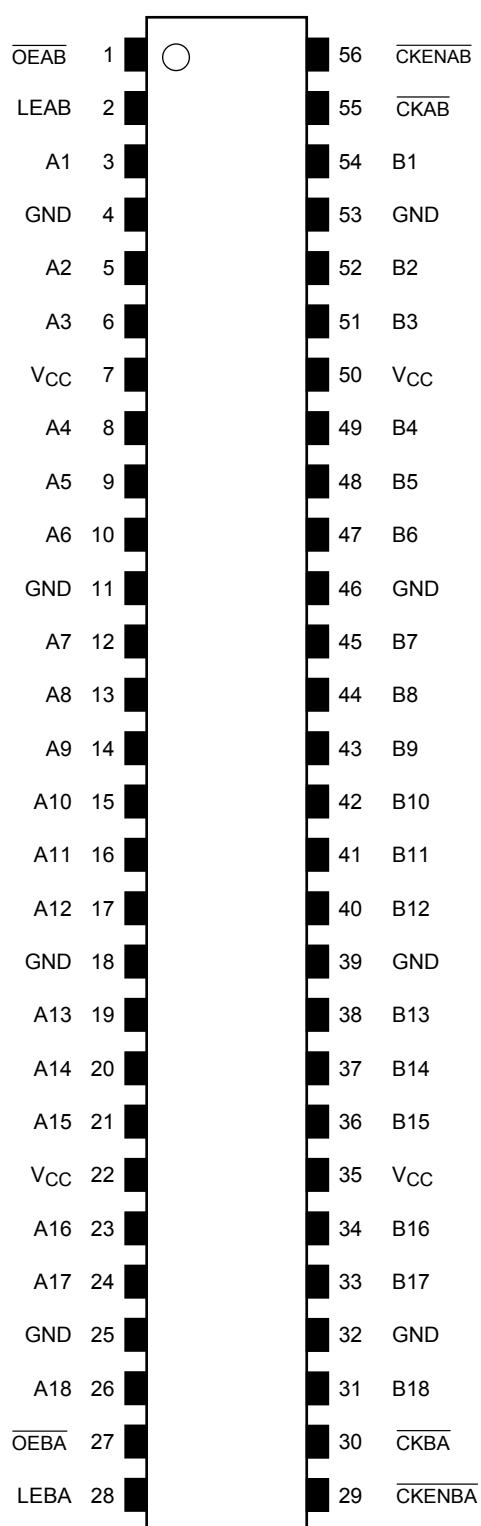 OEAB 1 56 CKENAB
LEAB 2 55 CKAB
A1 3 54 B1
GND 4 53 GND
A2 5 52 B2
A3 6 51 B3
VCC 7 50 VCC
A4 8 49 B4
A5 9 48 B5
A6 10 47 B6
GND 11 46 GND
A7 12 45 B7
A8 13 44 B8
A9 14 43 B9
A10 15 42 B10
A11 16 41 B11
A12 17 40 B12
GND 18 39 GND
A13 19 38 B13
A14 20 37 B14
A15 21 36 B15
VCC 22 35 VCC
A16 23 34 B16
A17 24 33 B17
GND 25 32 GND
A18 26 31 B18
OEBA 27 30 CKBA
LEBA 28 29 CKENBA